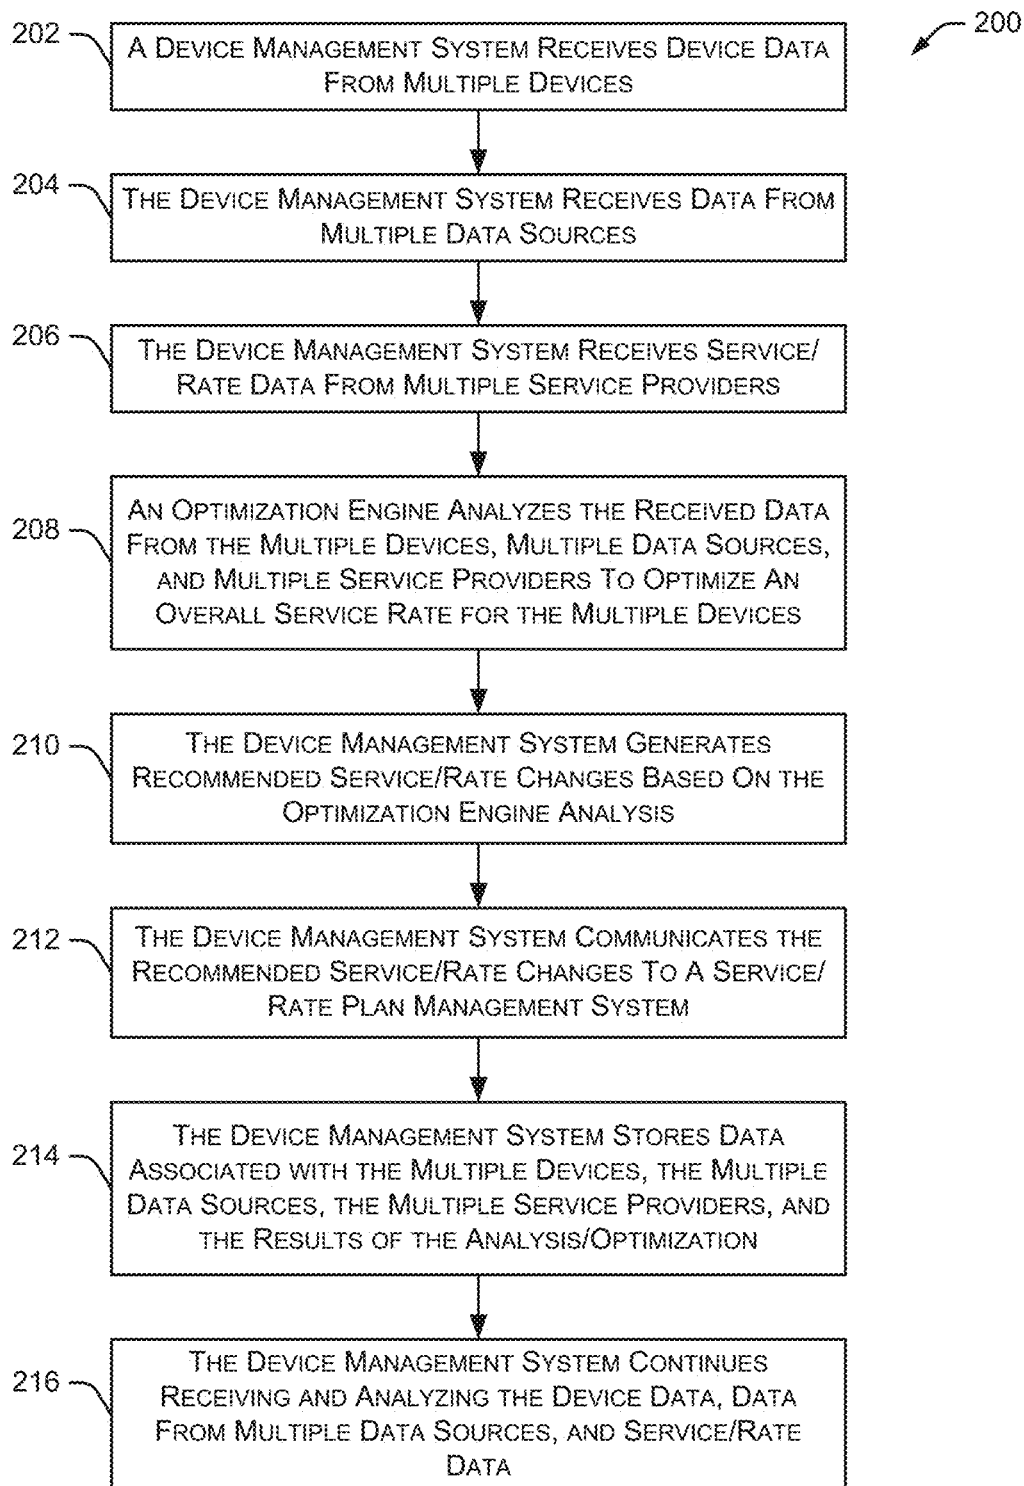 200
202
A DEVICE MANAGEMENT SYSTEM RECEIVES DEVICE DATA
FROM MULTIPLE DEVICES
204
THE DEVICE MANAGEMENT SYSTEM RECEIVES DATA FROM
MULTIPLE DATA SOURCES
206
THE DEVICE MANAGEMENT SYSTEM RECEIVES SERVICE/
RATE DATA FROM MULTIPLE SERVICE PROVIDERS
208
AN OPTIMIZATION ENGINE ANALYZES THE RECEIVED DATA
FROM THE MULTIPLE DEVICES, MULTIPLE DATA SOURCES,
AND MULTIPLE SERVICE PROVIDERS TO OPTIMIZE AN
OVERALL SERVICE RATE FOR THE MULTIPLE DEVICES
210
THE DEVICE MANAGEMENT SYSTEM GENERATES
RECOMMENDED SERVICE/RATE CHANGES BASED ON THE
OPTIMIZATION ENGINE ANALYSIS
212
THE DEVICE MANAGEMENT SYSTEM COMMUNICATES THE
RECOMMENDED SERVICE/RATE CHANGES TO A SERVICE/
RATE PLAN MANAGEMENT SYSTEM
214
THE DEVICE MANAGEMENT SYSTEM STORES DATA
ASSOCIATED WITH THE MULTIPLE DEVICES, THE MULTIPLE
DATA SOURCES, THE MULTIPLE SERVICE PROVIDERS, AND
THE RESULTS OF THE ANALYSIS/OPTIMIZATION
216
THE DEVICE MANAGEMENT SYSTEM CONTINUES
RECEIVING AND ANALYZING THE DEVICE DATA, DATA
FROM MULTIPLE DATA SOURCES, AND SERVICE/RATE
DATA